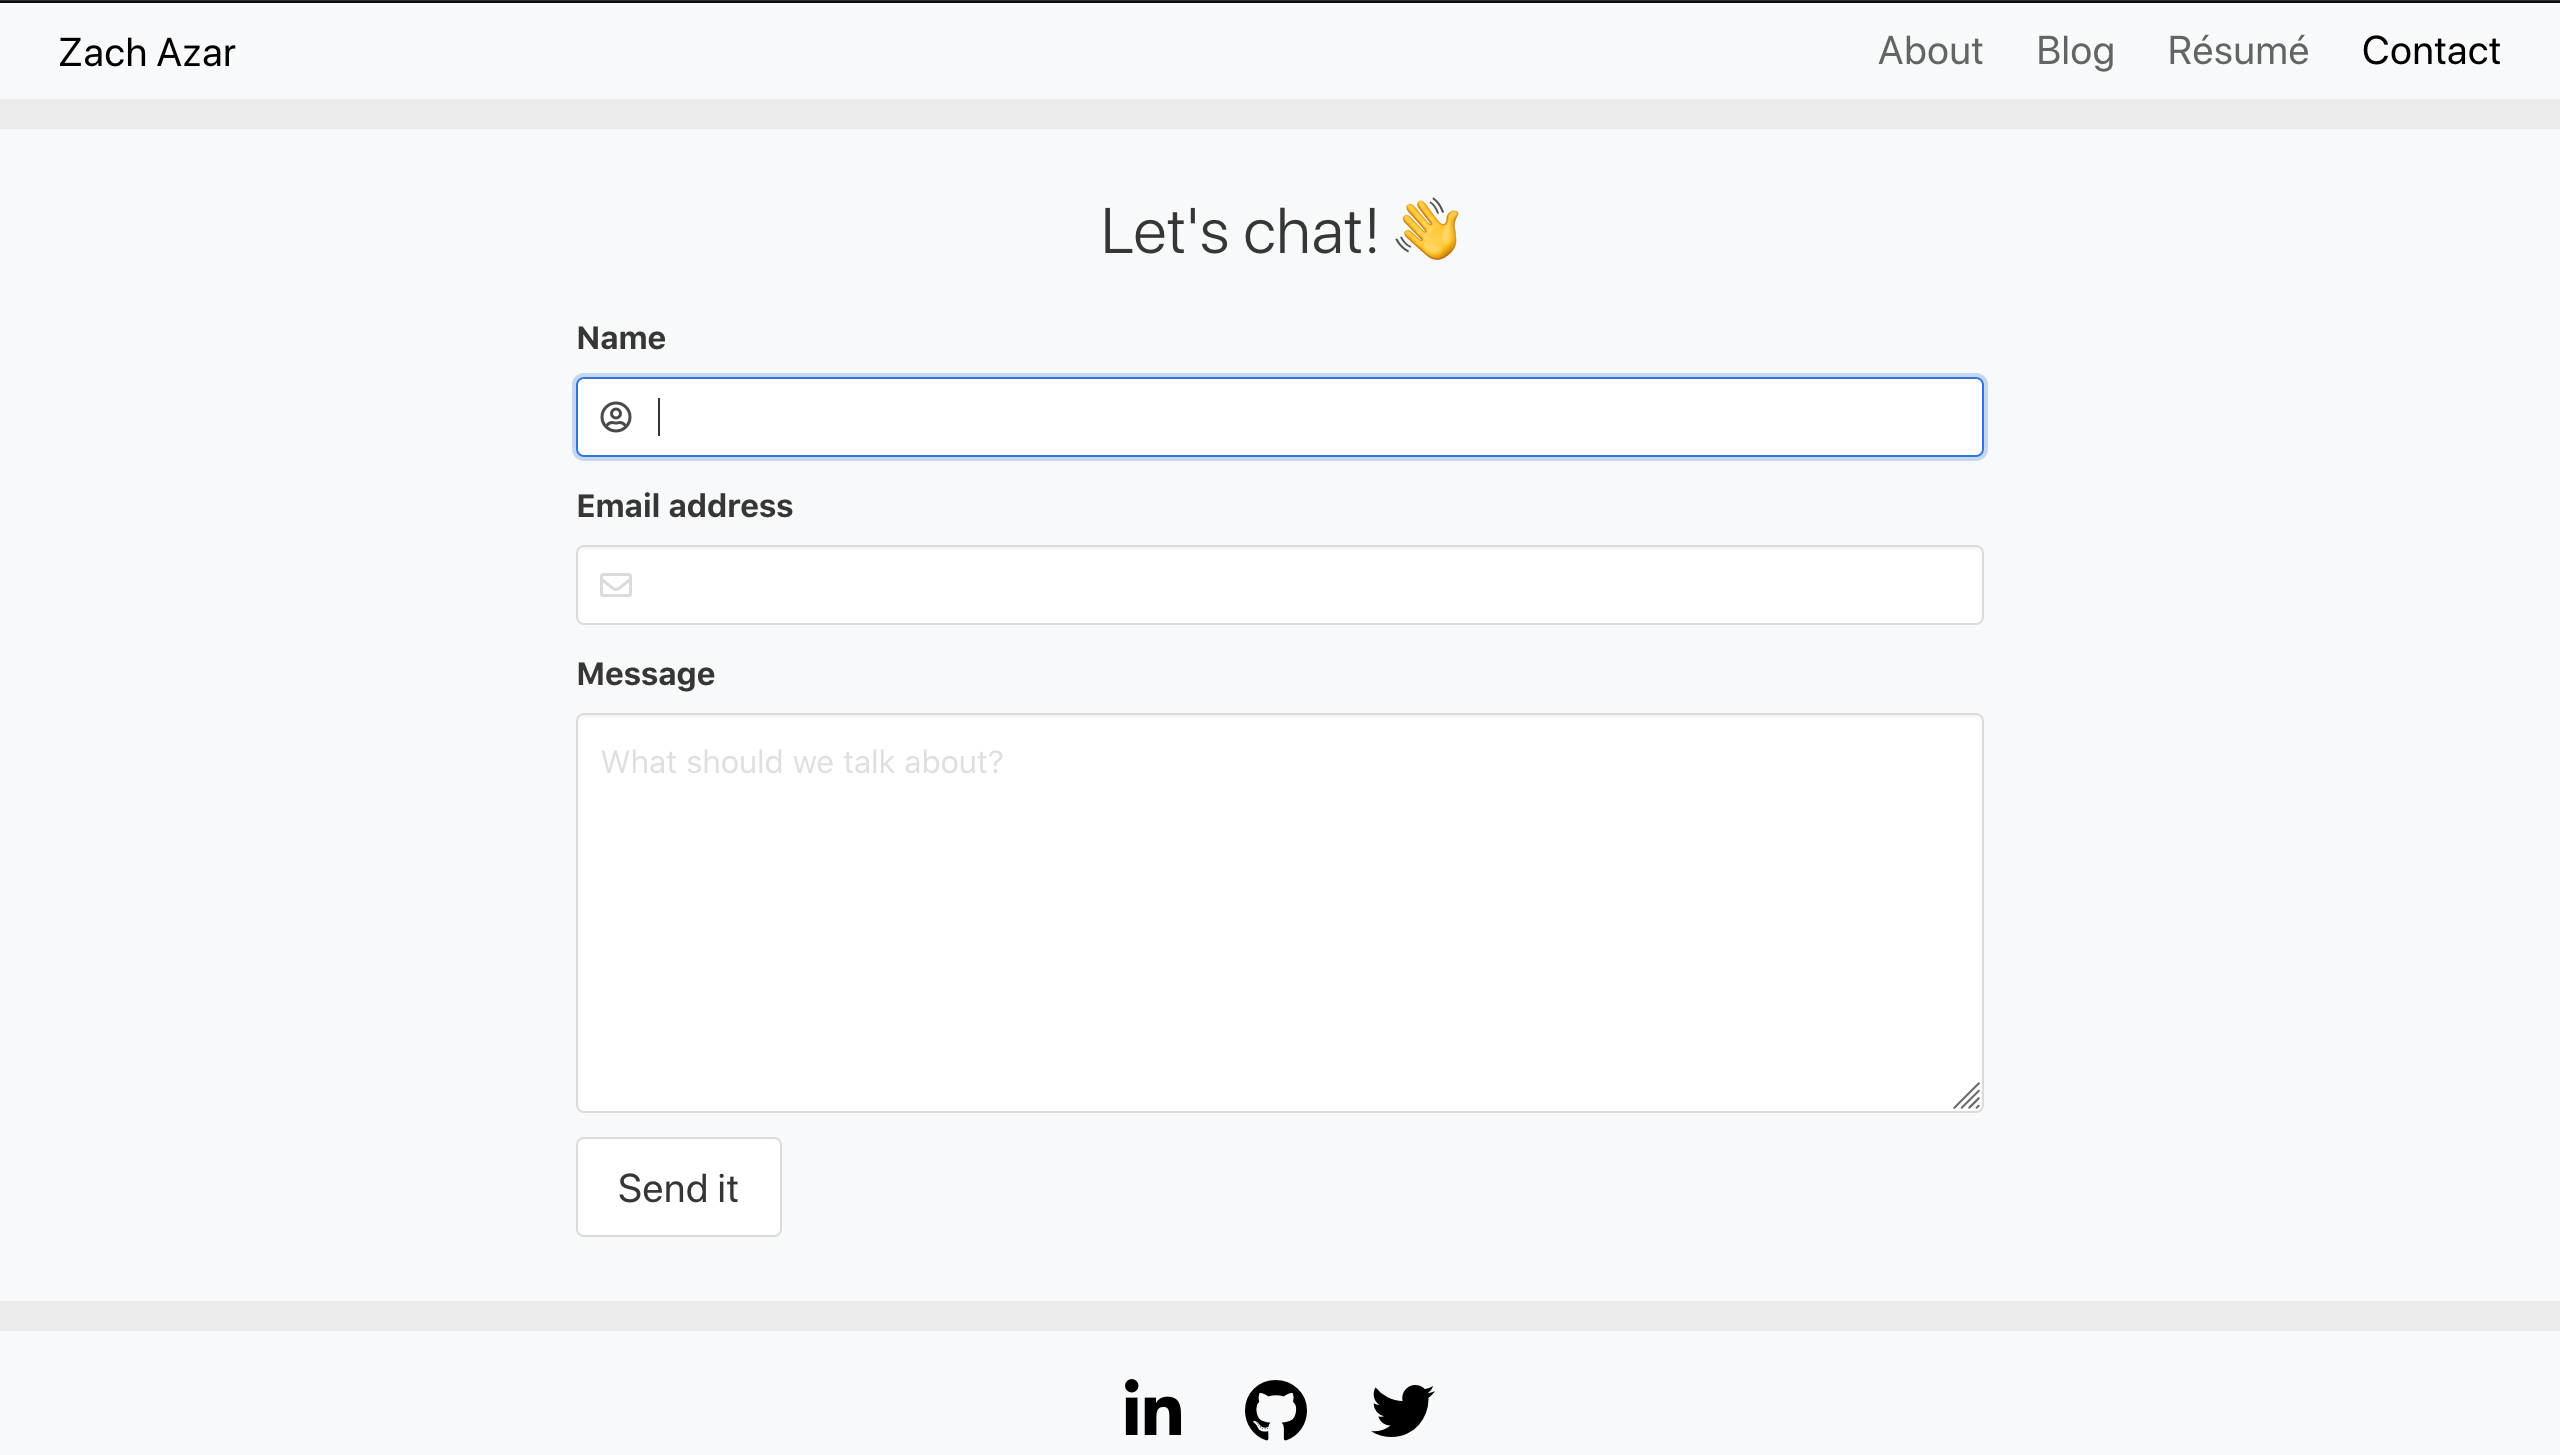 Zach Azar
About Blog Résumé Contact
Let's chat! 👋
Name
Email address
Message
What should we talk about?
Send it
in